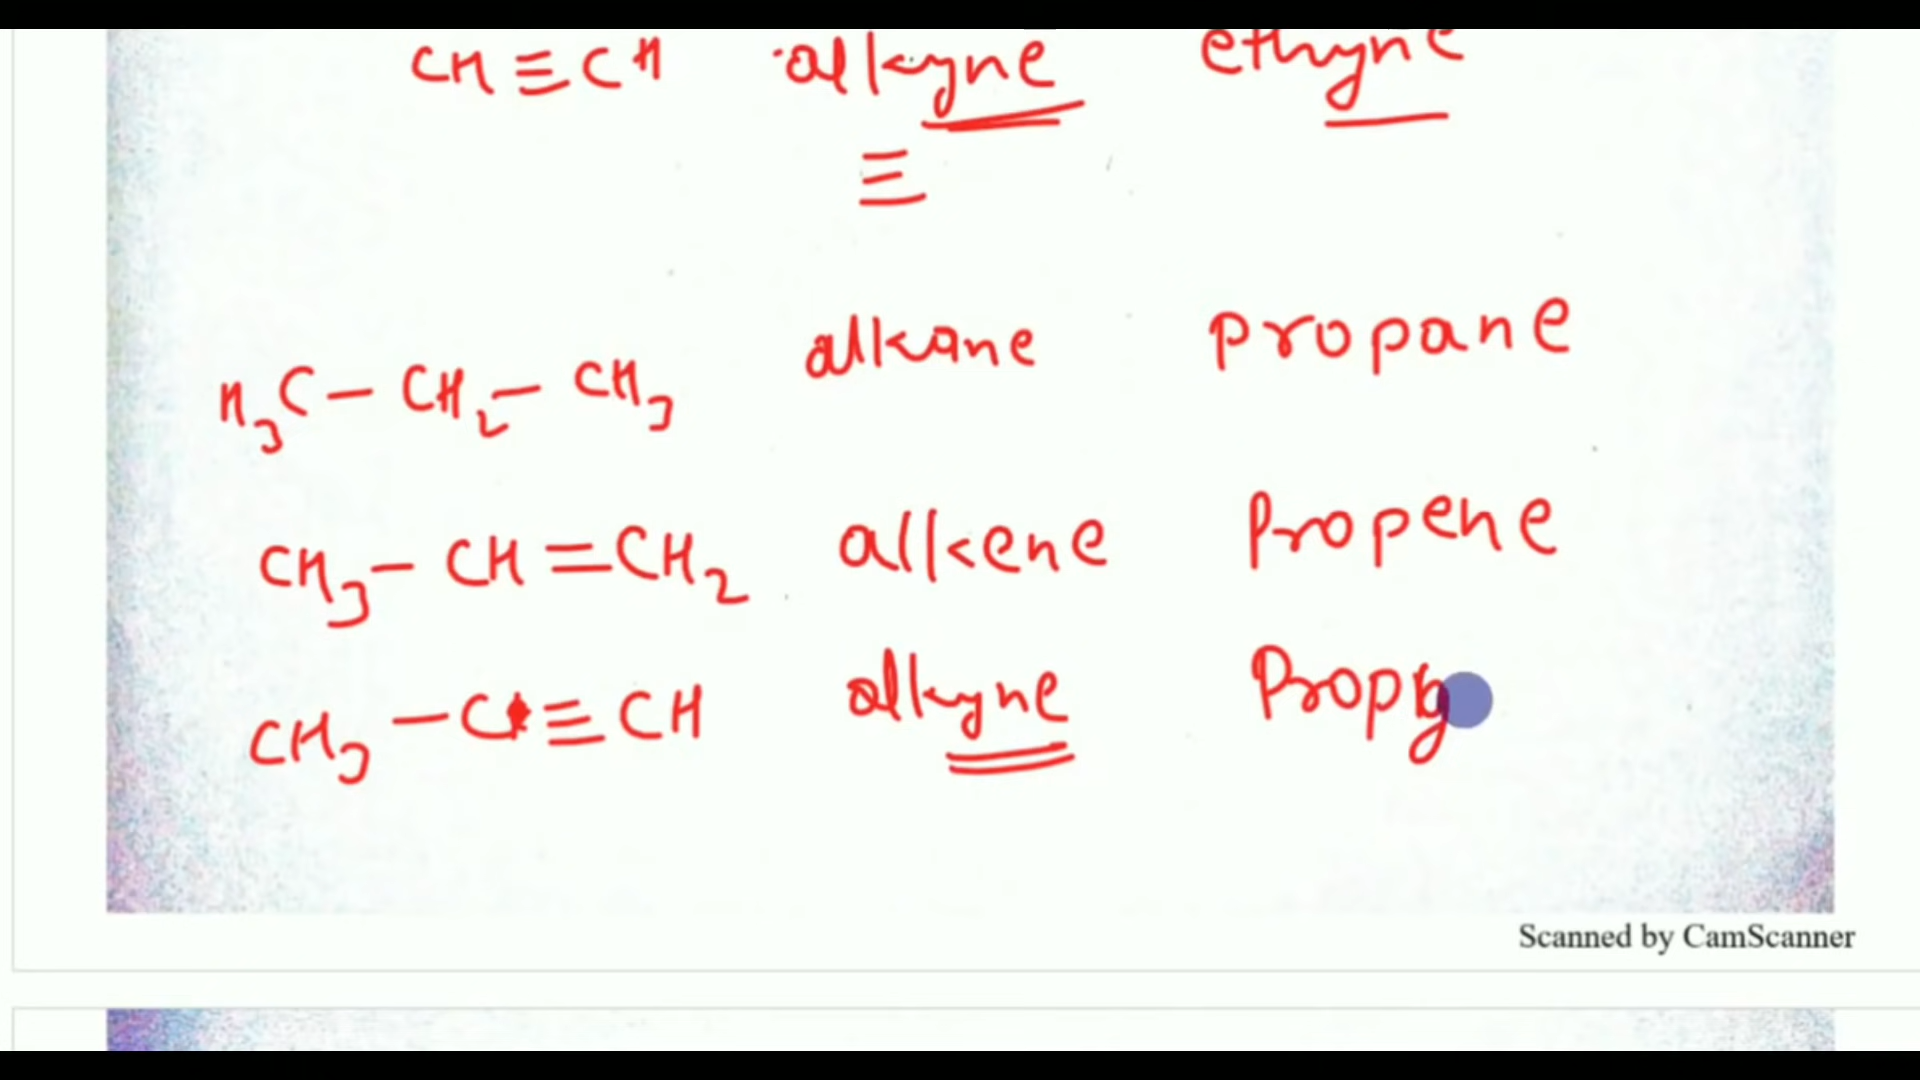 CH ≡ CH alkyne ethyne
≡
H₃C — CH₂ — CH₃ alkane propane
CH₃ — CH = CH₂ alkene Propene
CH₃ — C ≡ CH alkyne Propy
Scanned by CamScanner